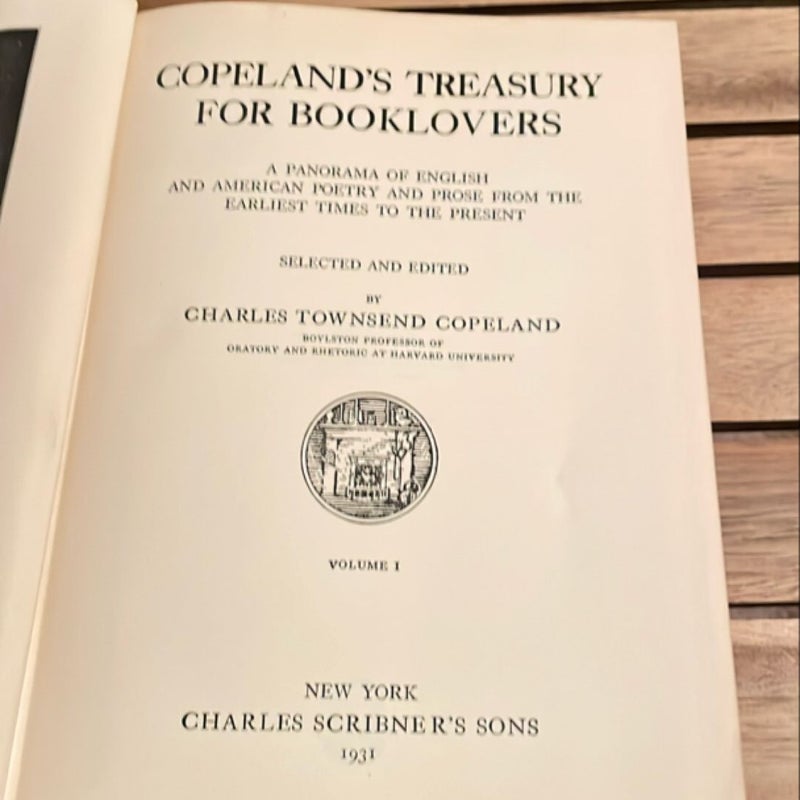 COPELAND'S TREASURY
FOR BOOKLOVERS
A PANORAMA OF ENGLISH
AND AMERICAN POETRY AND PROSE FROM THE
EARLIEST TIMES TO THE PRESENT
SELECTED AND EDITED
BY
CHARLES TOWNSEND COPELAND
BOYLSTON PROFESSOR OF
ORATORY AND RHETORIC AT HARVARD UNIVERSITY
VOLUME I
NEW YORK
CHARLES SCRIBNER'S SONS
1931